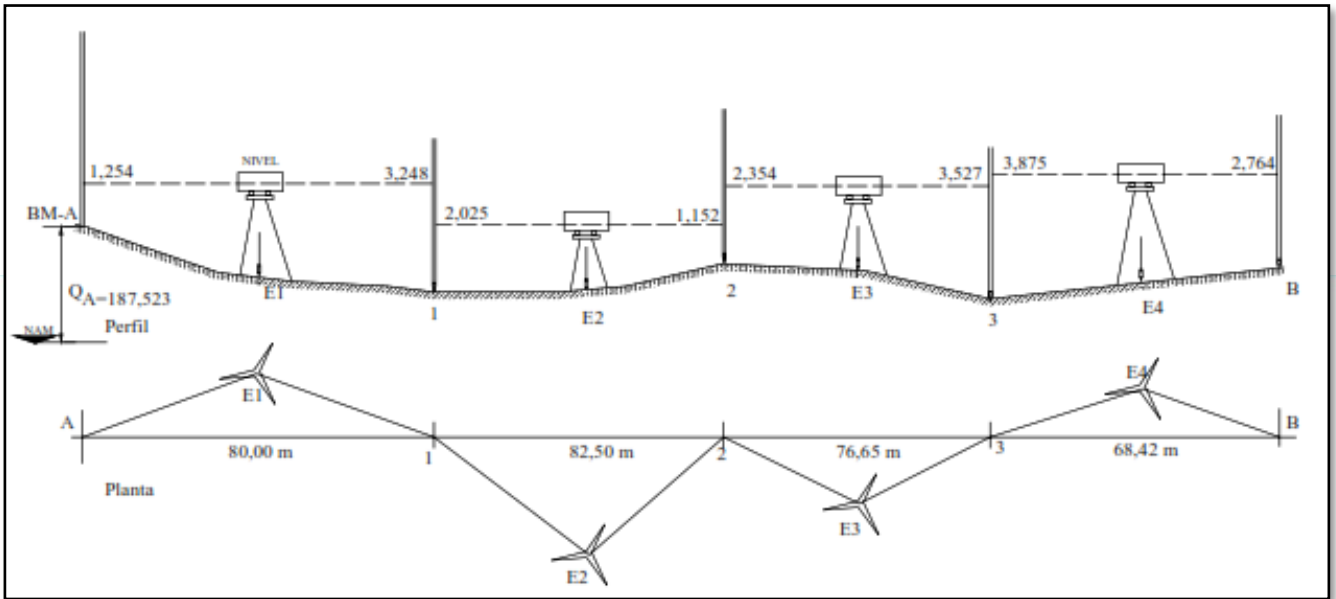 1,254
NIVEL
3,248
2,354
3,527
3,875
2,764
BM-A
2,025
1,152
QA=187,523
E1
1
E2
2
E3
3
E4
B
NAM
Perfil
A
E1
E4
B
80,00 m
1
82,50 m
2
76,65 m
3
68,42 m
Planta
E3
E2